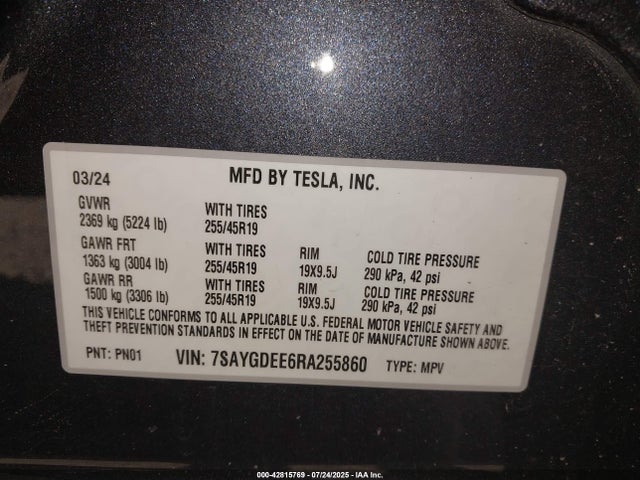 03/24 MFD BY TESLA, INC.
GVWR WITH TIRES
2369 kg (5224 lb) 255/45R19
GAWR FRT WITH TIRES RIM COLD TIRE PRESSURE
1363 kg (3004 lb) 255/45R19 19X9.5J 290 kPa, 42 psi
GAWR RR WITH TIRES RIM COLD TIRE PRESSURE
1500 kg (3306 lb) 255/45R19 19X9.5J 290 kPa, 42 psi
THIS VEHICLE CONFORMS TO ALL APPLICABLE U.S. FEDERAL MOTOR VEHICLE SAFETY AND
THEFT PREVENTION STANDARDS IN EFFECT ON THE DATE OF MANUFACTURE SHOWN ABOVE.
PNT: PN01 VIN: 7SAYGDEE6RA255860 TYPE: MPV
000-42815769 - 07/24/2025 - IAA Inc.